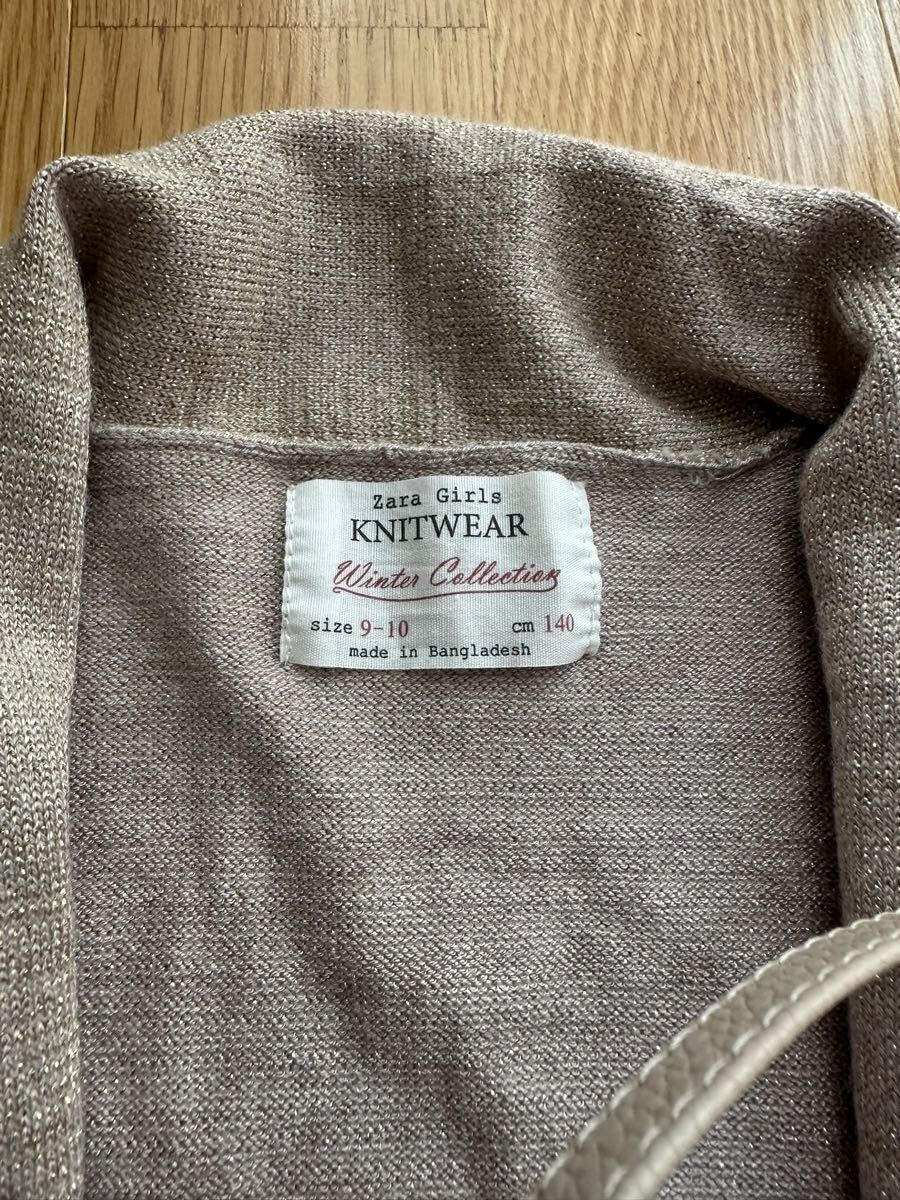 Zara Girls
KNITWEAR
Winter Collection
size 9-10 cm 140
made in Bangladesh